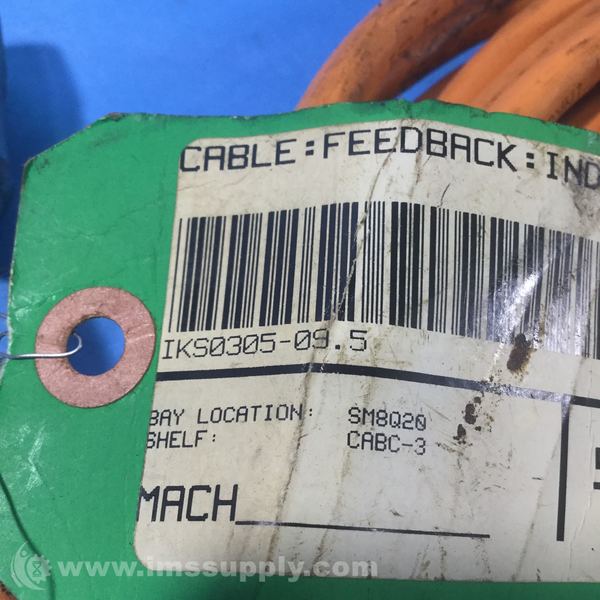 CABLE:FEEDBACK:IND
IKS0305-09.5
BAY LOCATION: SM8Q20
SHELF: CABC-3
MACH
www.imssupply.com